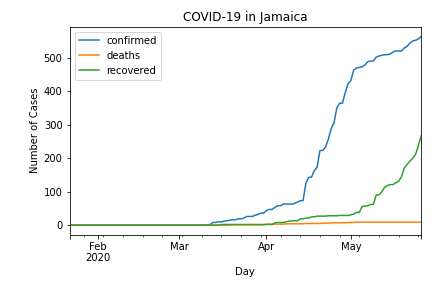 COVID-19 in Jamaica
confirmed
deaths
recovered
Number of Cases
500
400
300
200
100
0
Feb
2020
Mar
Apr
May
Day